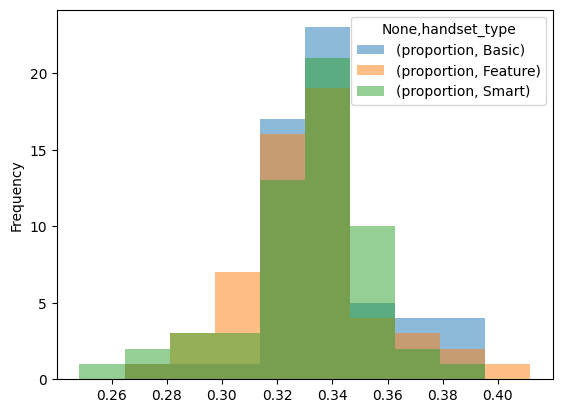 None,handset_type
(proportion, Basic)
(proportion, Feature)
(proportion, Smart)
Frequency
20
15
10
5
0
0.26 0.28 0.30 0.32 0.34 0.36 0.38 0.40